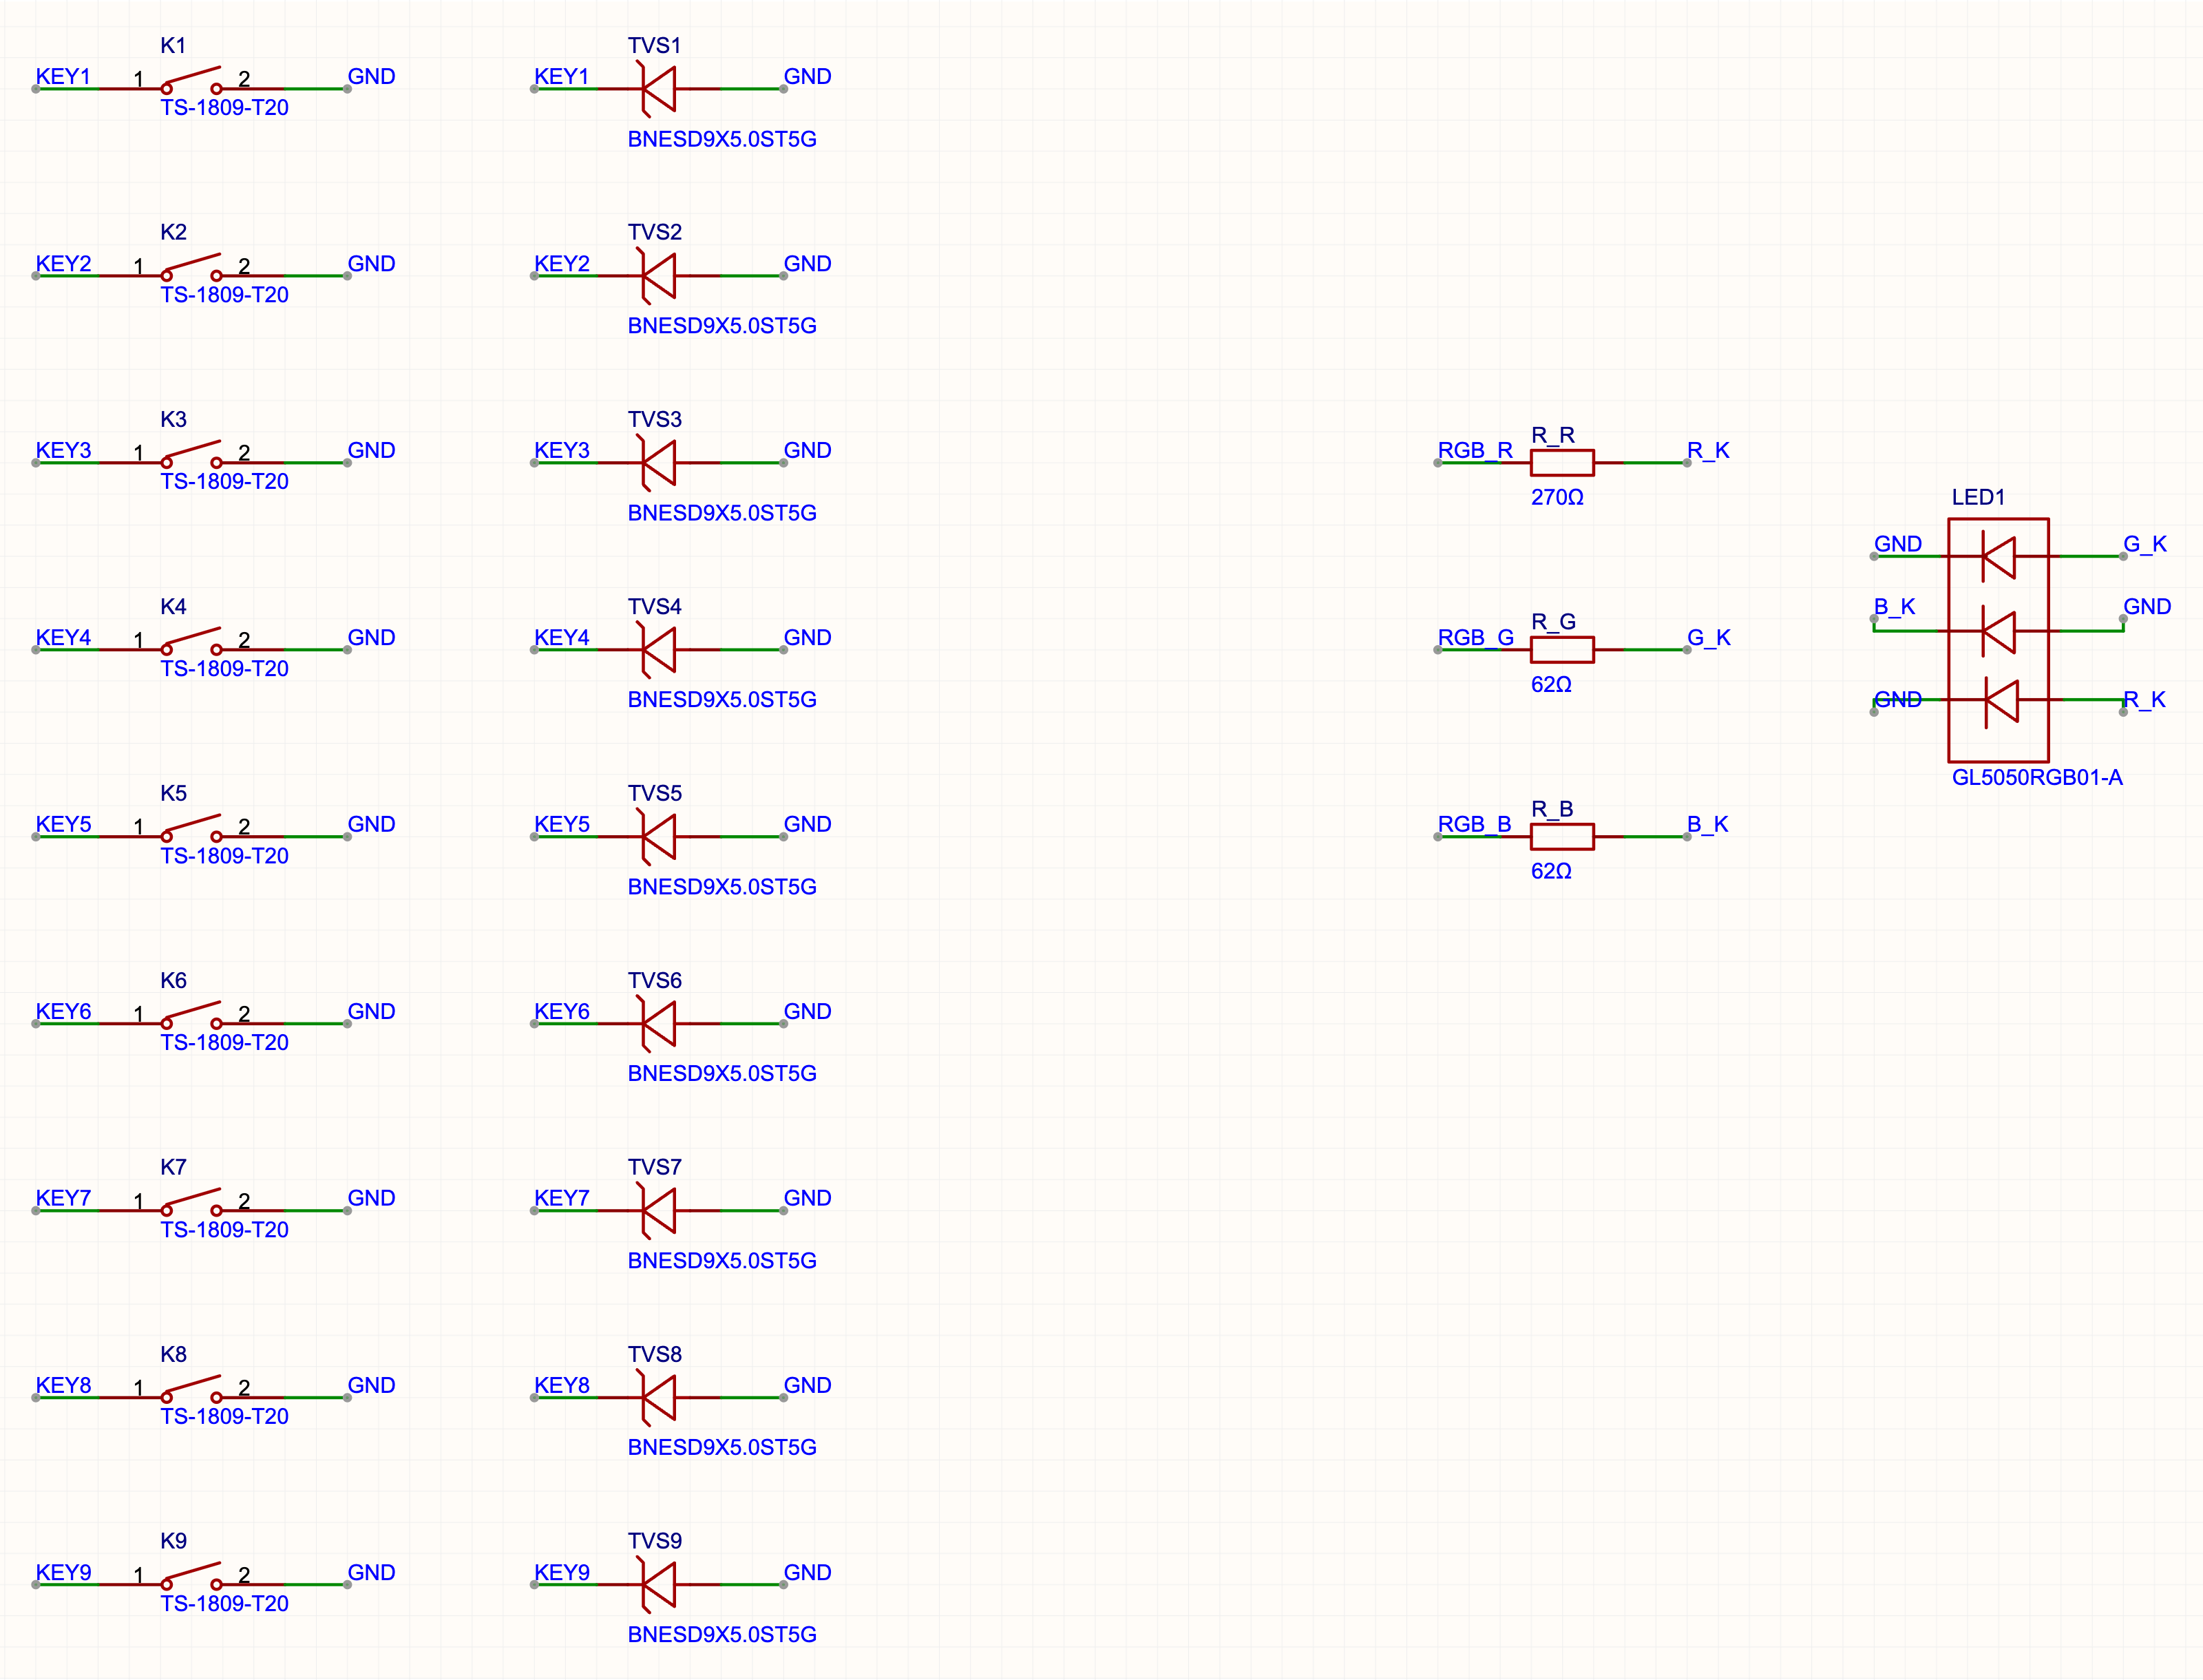 K1
KEY1 1 2 GND
TS-1809-T20
TVS1
KEY1 GND
BNESD9X5.0ST5G
K2
KEY2 1 2 GND
TS-1809-T20
TVS2
KEY2 GND
BNESD9X5.0ST5G
K3
KEY3 1 2 GND
TS-1809-T20
TVS3
KEY3 GND
BNESD9X5.0ST5G
K4
KEY4 1 2 GND
TS-1809-T20
TVS4
KEY4 GND
BNESD9X5.0ST5G
K5
KEY5 1 2 GND
TS-1809-T20
TVS5
KEY5 GND
BNESD9X5.0ST5G
K6
KEY6 1 2 GND
TS-1809-T20
TVS6
KEY6 GND
BNESD9X5.0ST5G
K7
KEY7 1 2 GND
TS-1809-T20
TVS7
KEY7 GND
BNESD9X5.0ST5G
K8
KEY8 1 2 GND
TS-1809-T20
TVS8
KEY8 GND
BNESD9X5.0ST5G
K9
KEY9 1 2 GND
TS-1809-T20
TVS9
KEY9 GND
BNESD9X5.0ST5G
R_R
RGB_R R_K
270Ω
R_G
RGB_G G_K
62Ω
R_B
RGB_B B_K
62Ω
LED1
GND G_K
B_K GND
GND R_K
GL5050RGB01-A